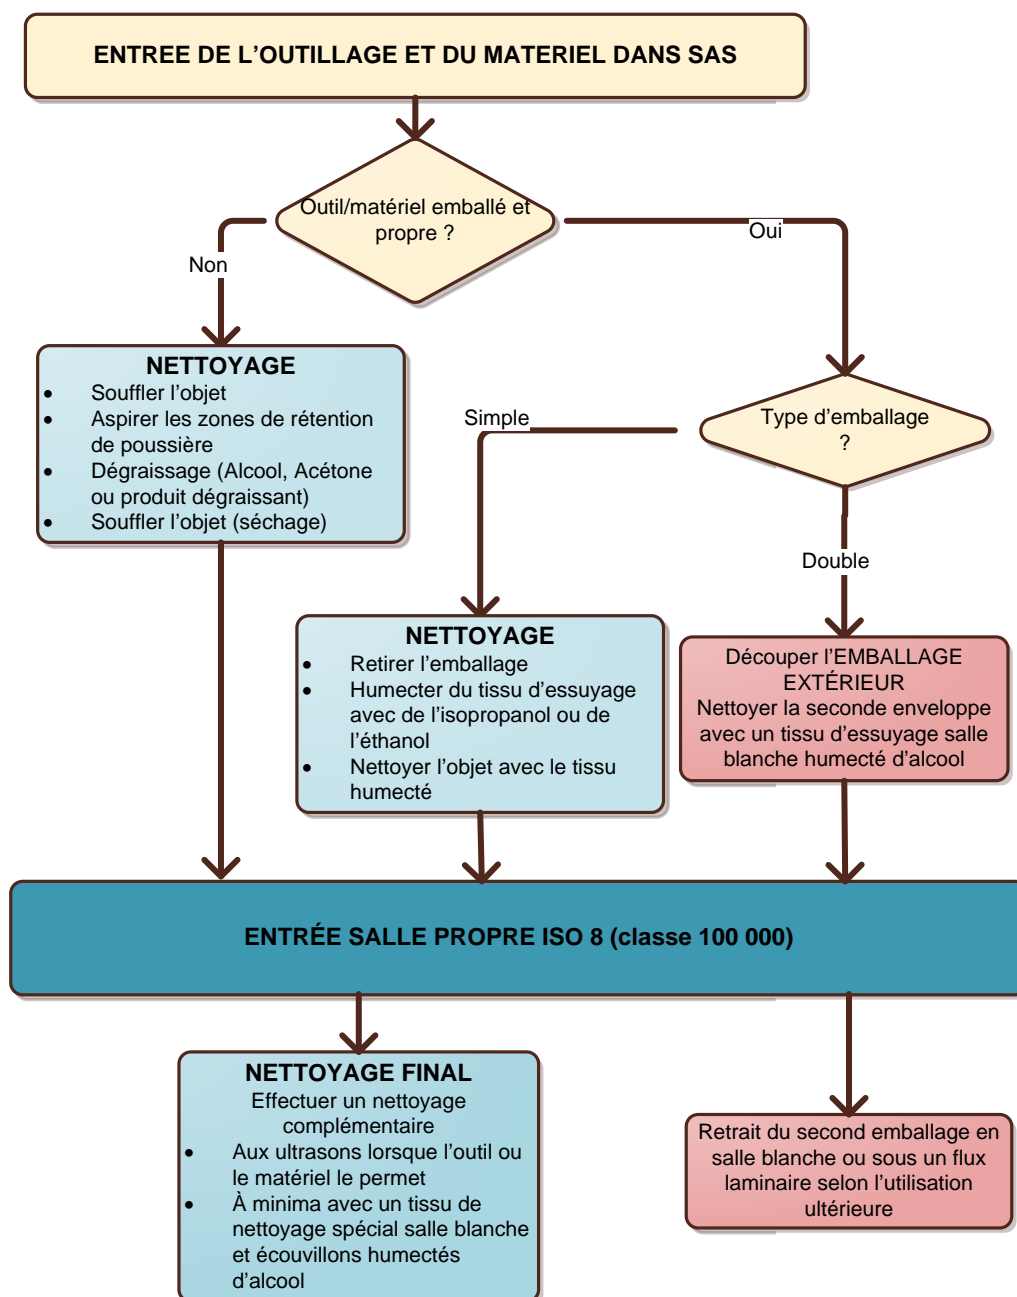 ENTREE DE L'OUTILLAGE ET DU MATERIEL DANS SAS
Outil/matériel emballé et
propre ?
Non
Oui
NETTOYAGE
• Souffler l'objet
• Aspirer les zones de rétention
de poussière
• Dégraissage (Alcool, Acétone
ou produit dégraissant)
• Souffler l'objet (séchage)
Type d'emballage
?
Simple
Double
NETTOYAGE
• Retirer l'emballage
• Humecter du tissu d'essuyage
avec de l'isopropanol ou de
l'éthanol
• Nettoyer l'objet avec le tissu
humecté
Découper l'EMBALLAGE
EXTÉRIEUR
Nettoyer la seconde enveloppe
avec un tissu d'essuyage salle
blanche humecté d'alcool
ENTRÉE SALLE PROPRE ISO 8 (classe 100 000)
NETTOYAGE FINAL
Effectuer un nettoyage
complémentaire
• Aux ultrasons lorsque l'outil ou
le matériel le permet
• À minima avec un tissu de
nettoyage spécial salle blanche
et écouvillons humectés
d'alcool
Retrait du second emballage en
salle blanche ou sous un flux
laminaire selon l'utilisation
ultérieure